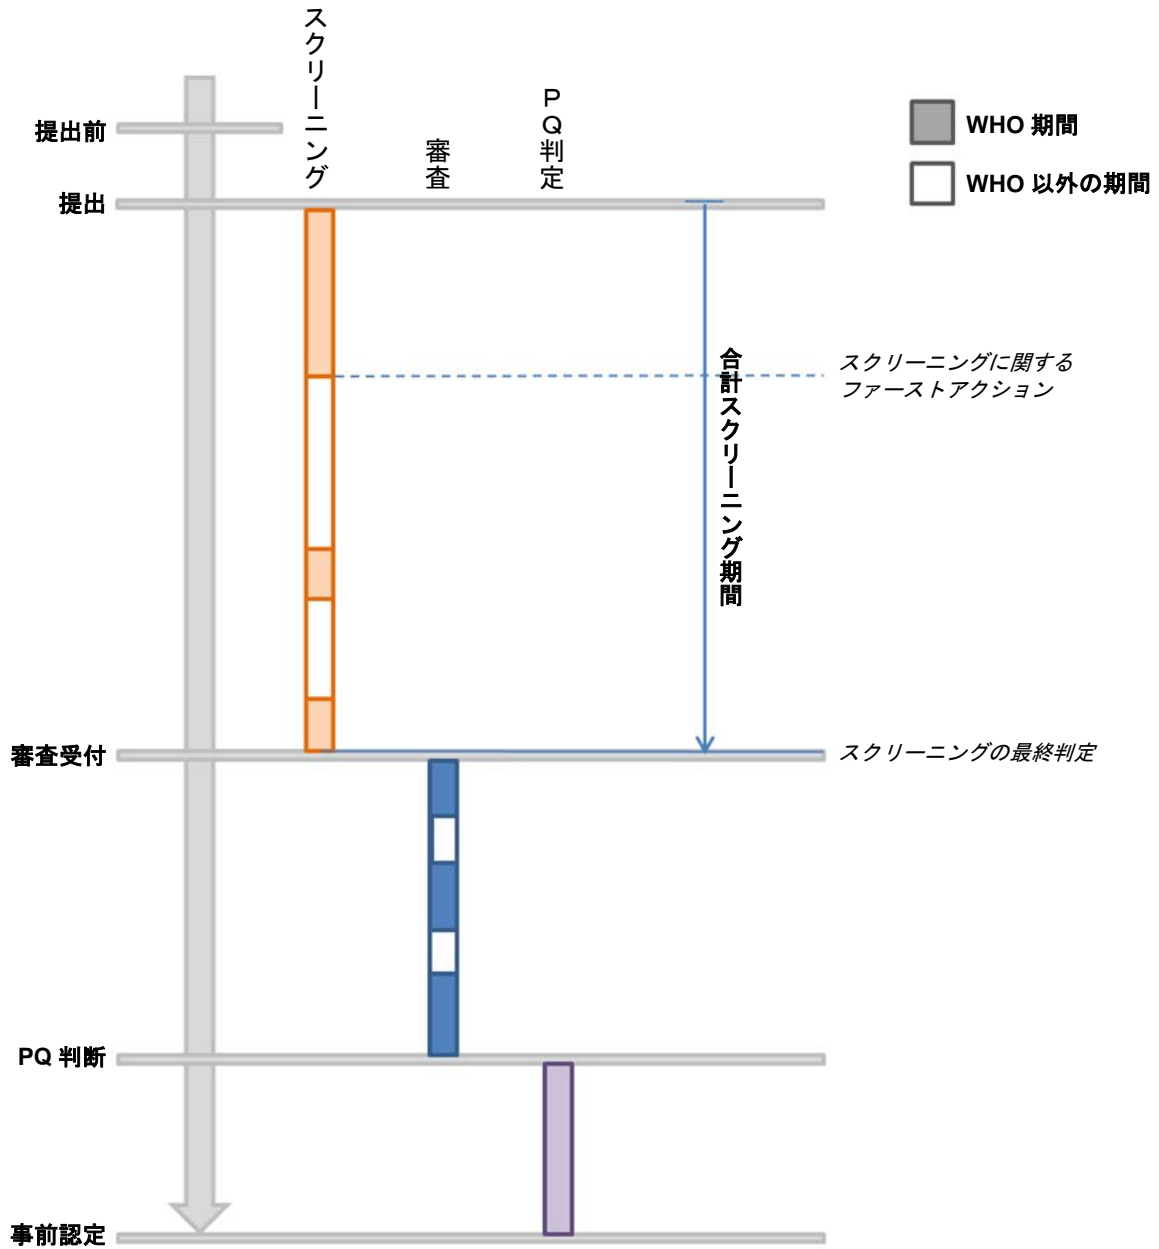 スクリーニング
審査
PQ判定
WHO 期間
WHO 以外の期間
提出前
提出
合計スクリーニング期間
スクリーニングに関する
ファーストアクション
審査受付
スクリーニングの最終判定
PQ 判断
事前認定